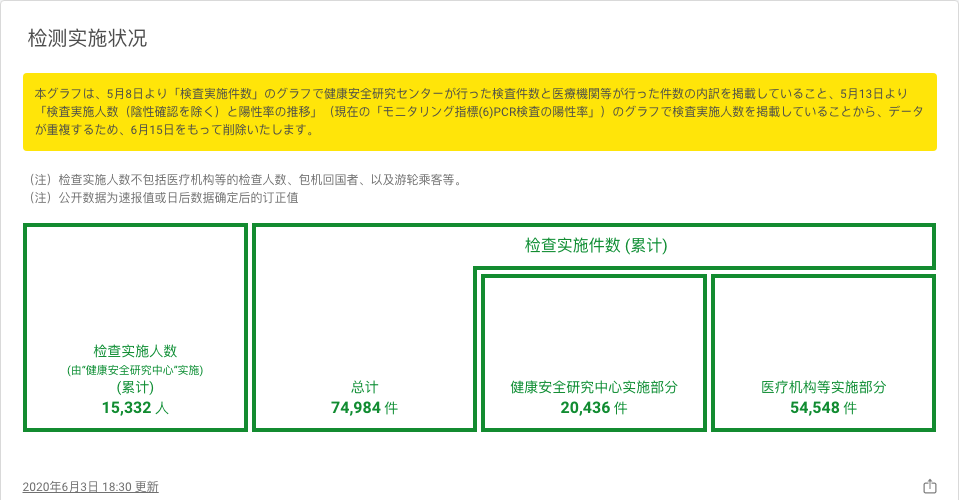 检测实施状况
本グラフは、5月8日より「検査実施件数」のグラフで健康安全研究センターが行った検査件数と医療機関等が行った件数の内訳を掲載していること、5月13日より
「検査実施人数（陰性確認を除く）と陽性率の推移」（現在の「モニタリング指標(6)PCR検査の陽性率」）のグラフで検査実施人数を掲載していることから、データ
が重複するため、6月15日をもって削除いたします。
（注）检查实施人数不包括医疗机构等的检查人数、包机回国者、以及游轮乘客等。
（注）公开数据为速报值或日后数据确定后的订正值
检查实施件数 (累计)
检查实施人数
(由“健康安全研究中心”实施)
(累计)
15,332 人
总计
74,984 件
健康安全研究中心实施部分
20,436 件
医疗机构等实施部分
54,548 件
2020年6月3日 18:30 更新